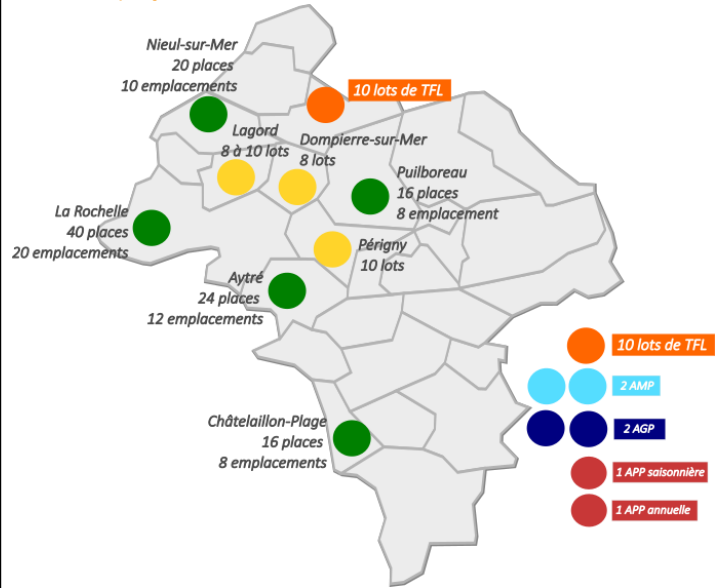 Nieul-sur-Mer
20 places
10 emplacements
10 lots de TFL
Lagord
8 à 10 lots
Dompierre-sur-Mer
8 lots
Puilboreau
16 places
8 emplacement
La Rochelle
40 places
20 emplacements
Périgny
10 lots
Aytré
24 places
12 emplacements
Châtelaillon-Plage
16 places
8 emplacements
10 lots de TFL
2 AMP
2 AGP
1 APP saisonnière
1 APP annuelle